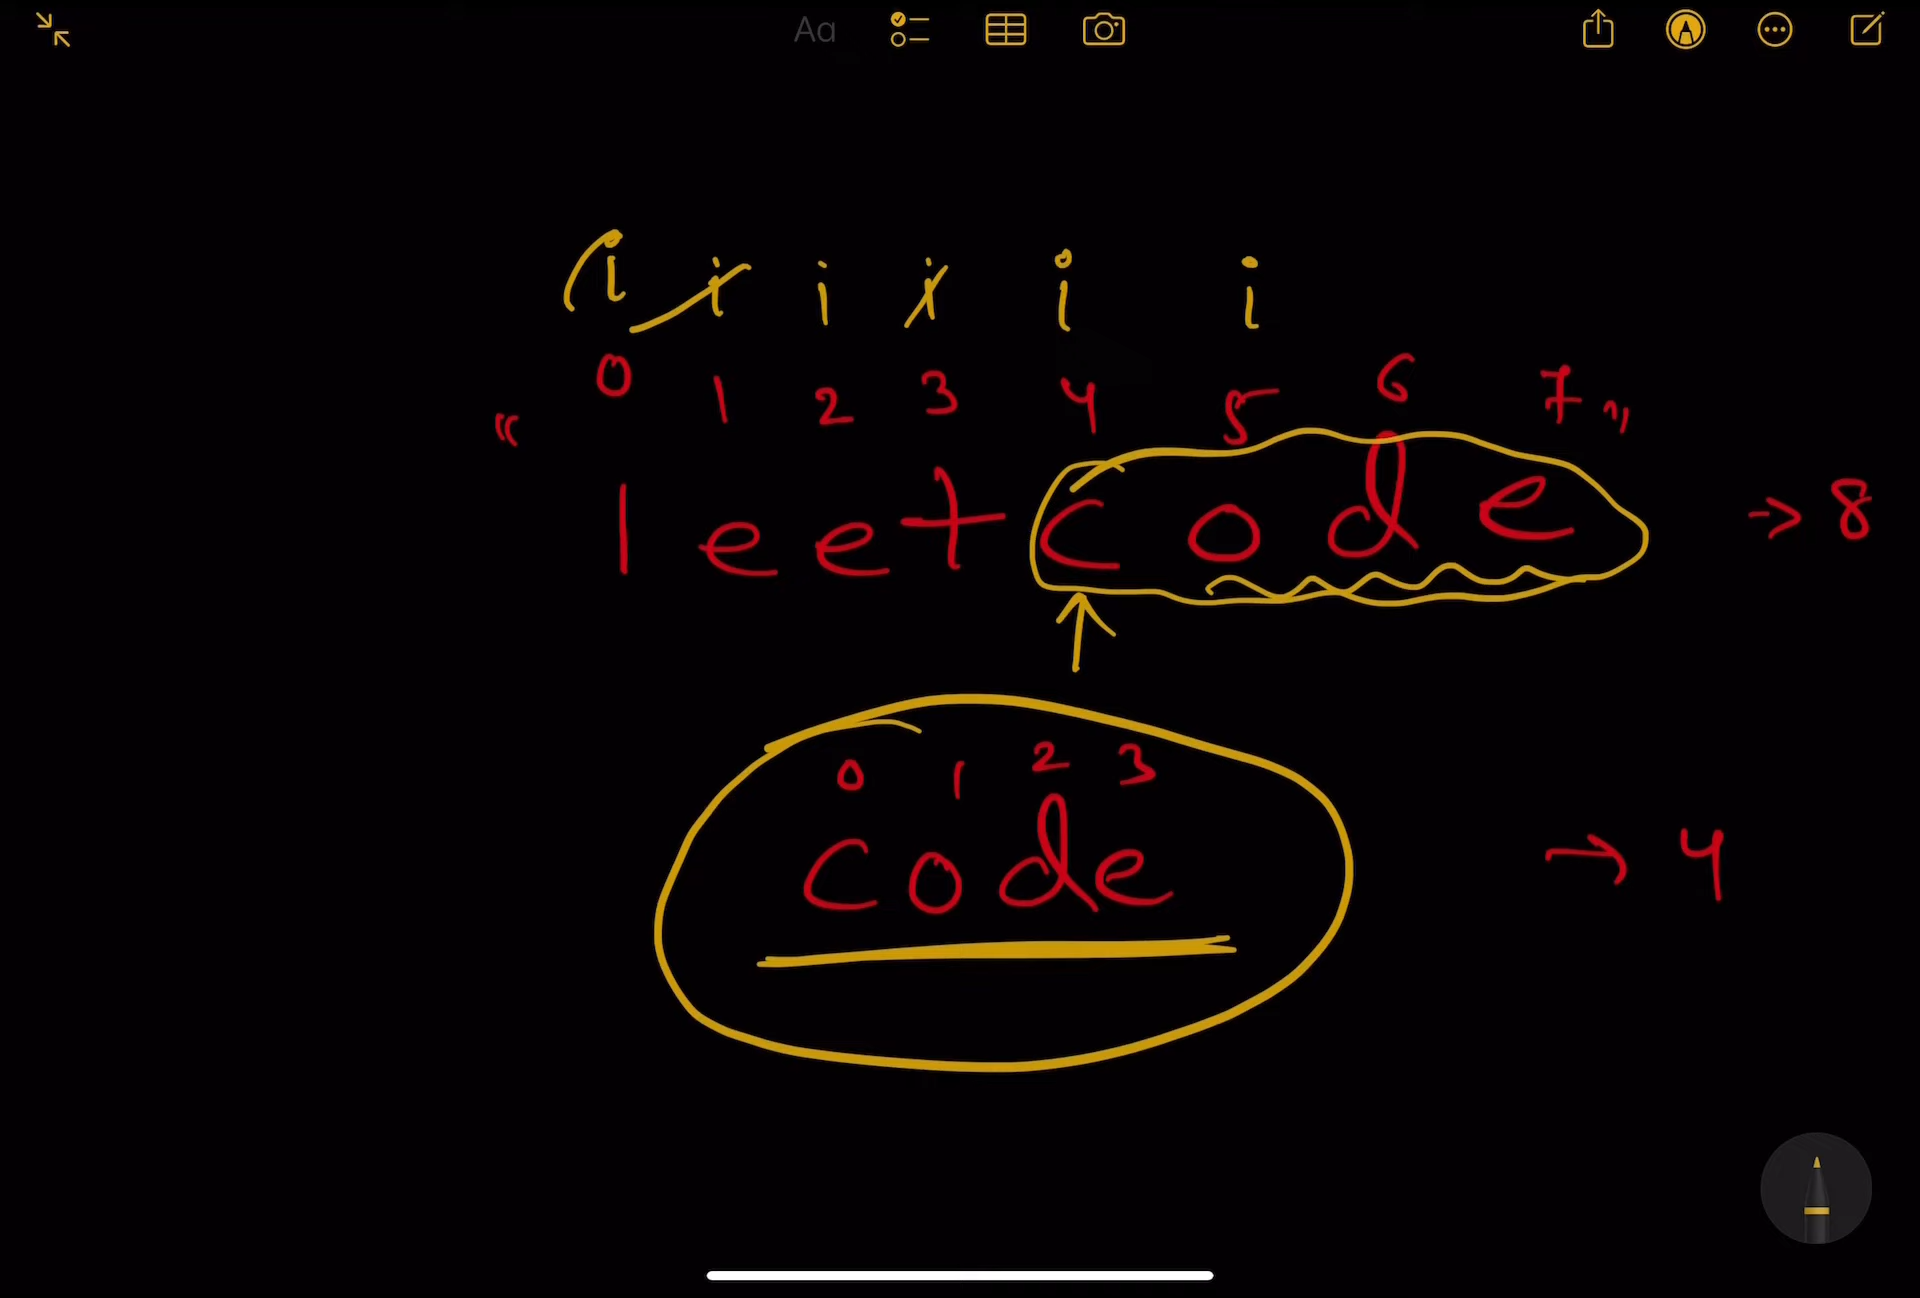 Aa
i i i i i i
0 1 2 3 4 5 6 7
" leetcode " → 8
0 1 2 3
code → 4